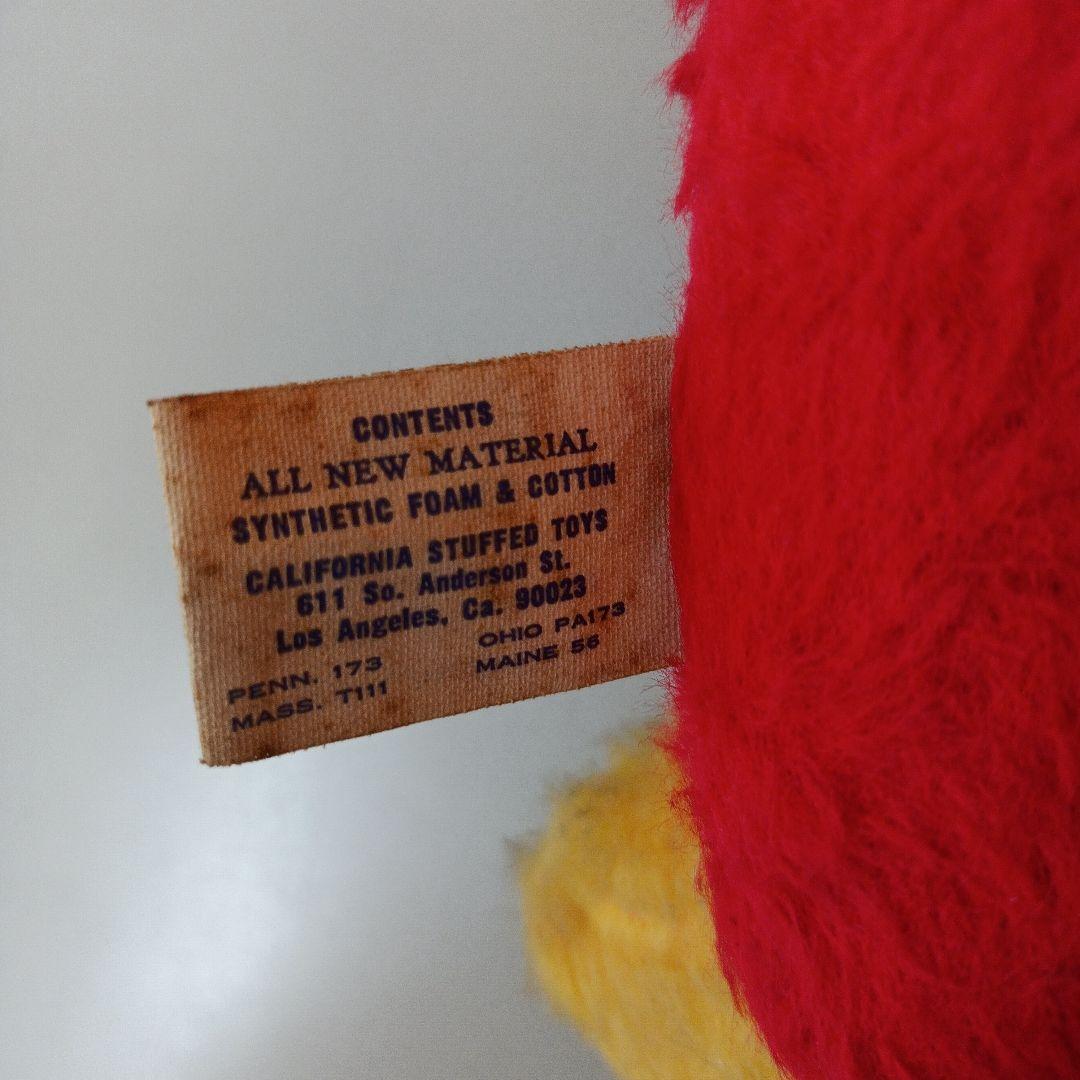 CONTENTS
ALL NEW MATERIAL
SYNTHETIC FOAM & COTTON
CALIFORNIA STUFFED TOYS
611 So. Anderson St.
Los Angeles, Ca. 90023
PENN. 173 OHIO PA173
MASS. T111 MAINE 56